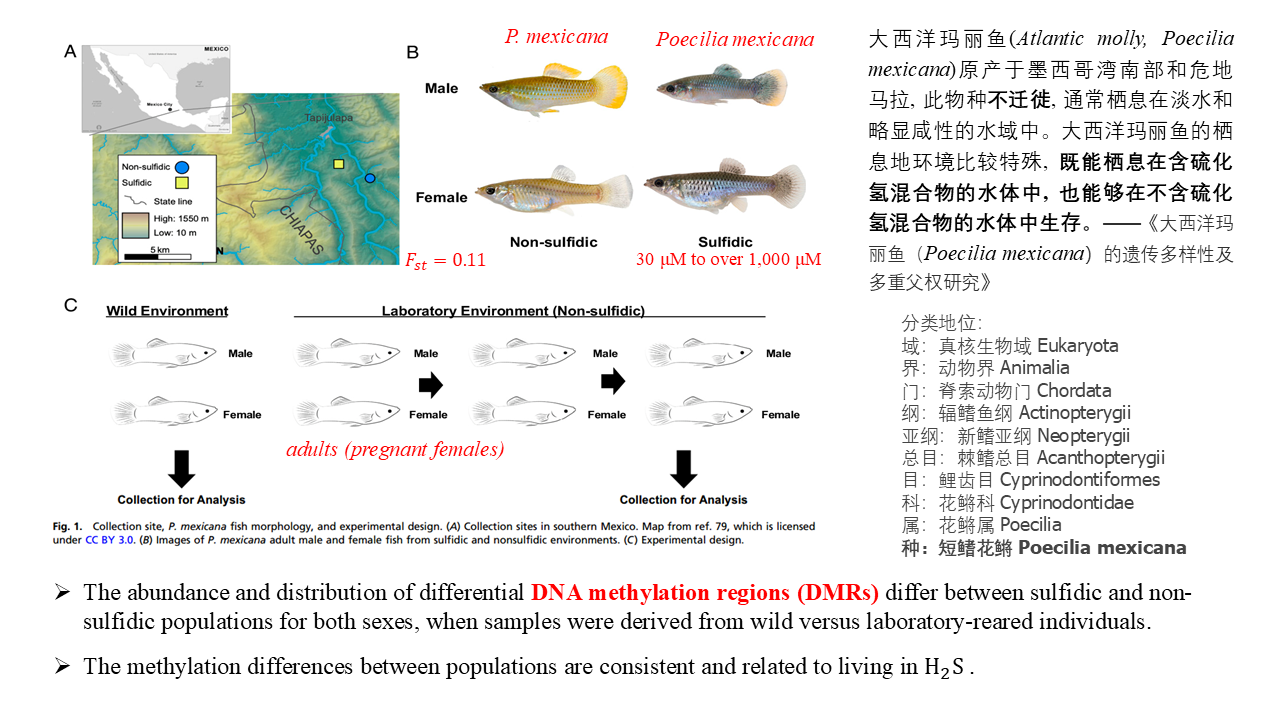 A
MEXICO
Mexico City
Tapijulapa
Non-sulfidic
Sulfidic
State line
High: 1550 m
Low: 10 m
5 km
N
CHIAPAS
B
P. mexicana
Poecilia mexicana
Male
Female
Non-sulfidic
Sulfidic
F_{st} = 0.11
30 μM to over 1,000 μM
C
Wild Environment
Laboratory Environment (Non-sulfidic)
Male
Male
Male
Male
Female
Female
Female
Female
adults (pregnant females)
Collection for Analysis
Collection for Analysis
Fig. 1. Collection site, P. mexicana fish morphology, and experimental design. (A) Collection sites in southern Mexico. Map from ref. 79, which is licensed
under CC BY 3.0. (B) Images of P. mexicana adult male and female fish from sulfidic and nonsulfidic environments. (C) Experimental design.
大西洋玛丽鱼(Atlantic molly, Poecilia
mexicana)原产于墨西哥湾南部和危地
马拉, 此物种不迁徙, 通常栖息在淡水和
略显咸性的水域中。大西洋玛丽鱼的栖
息地环境比较特殊, 既能栖息在含硫化
氢混合物的水体中, 也能够在不含硫化
氢混合物的水体中生存。——《大西洋玛
丽鱼（Poecilia mexicana）的遗传多样性及
多重父权研究》
分类地位：
域：真核生物域 Eukaryota
界：动物界 Animalia
门：脊索动物门 Chordata
纲：辐鳍鱼纲 Actinopterygii
亚纲：新鳍亚纲 Neopterygii
总目：棘鳍总目 Acanthopterygii
目：鲤齿目 Cyprinodontiformes
科：花鳉科 Cyprinodontidae
属：花鳉属 Poecilia
种：短鳍花鳉 Poecilia mexicana
➢ The abundance and distribution of differential DNA methylation regions (DMRs) differ between sulfidic and non-
sulfidic populations for both sexes, when samples were derived from wild versus laboratory-reared individuals.
➢ The methylation differences between populations are consistent and related to living in H₂S .